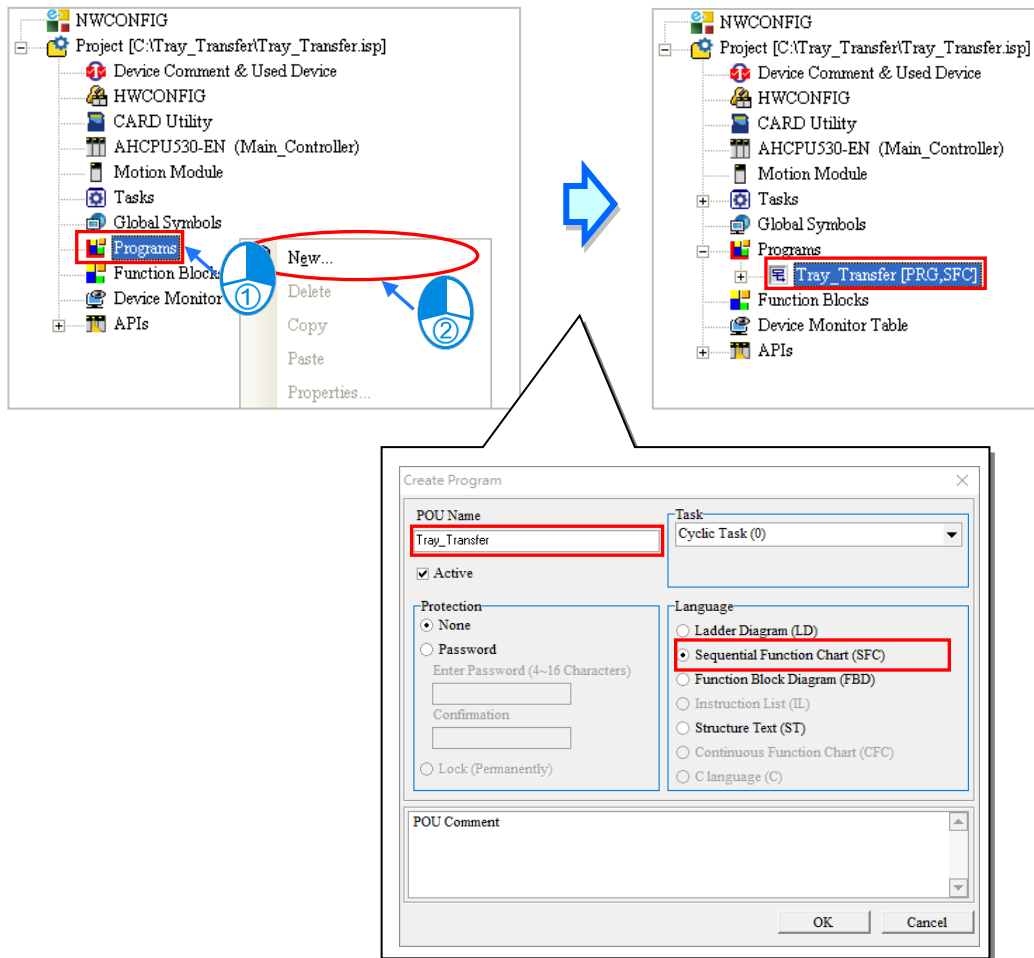 NWCONFIG
Project [C:\Tray_Transfer\Tray_Transfer.isp]
Device Comment & Used Device
HWCONFIG
CARD Utility
AHCPU530-EN (Main_Controller)
Motion Module
Tasks
Global Symbols
Programs
Function Blocks
Device Monitor
APIs
New...
Delete
Copy
Paste
Properties...
①
②
NWCONFIG
Project [C:\Tray_Transfer\Tray_Transfer.isp]
Device Comment & Used Device
HWCONFIG
CARD Utility
AHCPU530-EN (Main_Controller)
Motion Module
Tasks
Global Symbols
Programs
Tray_Transfer [PRG,SFC]
Function Blocks
Device Monitor Table
APIs
Create Program
POU Name
Tray_Transfer
Active
Task
Cyclic Task (0)
Protection
None
Password
Enter Password (4~16 Characters)
Confirmation
Lock (Permanently)
Language
Ladder Diagram (LD)
Sequential Function Chart (SFC)
Function Block Diagram (FBD)
Instruction List (IL)
Structure Text (ST)
Continuous Function Chart (CFC)
C language (C)
POU Comment
OK
Cancel